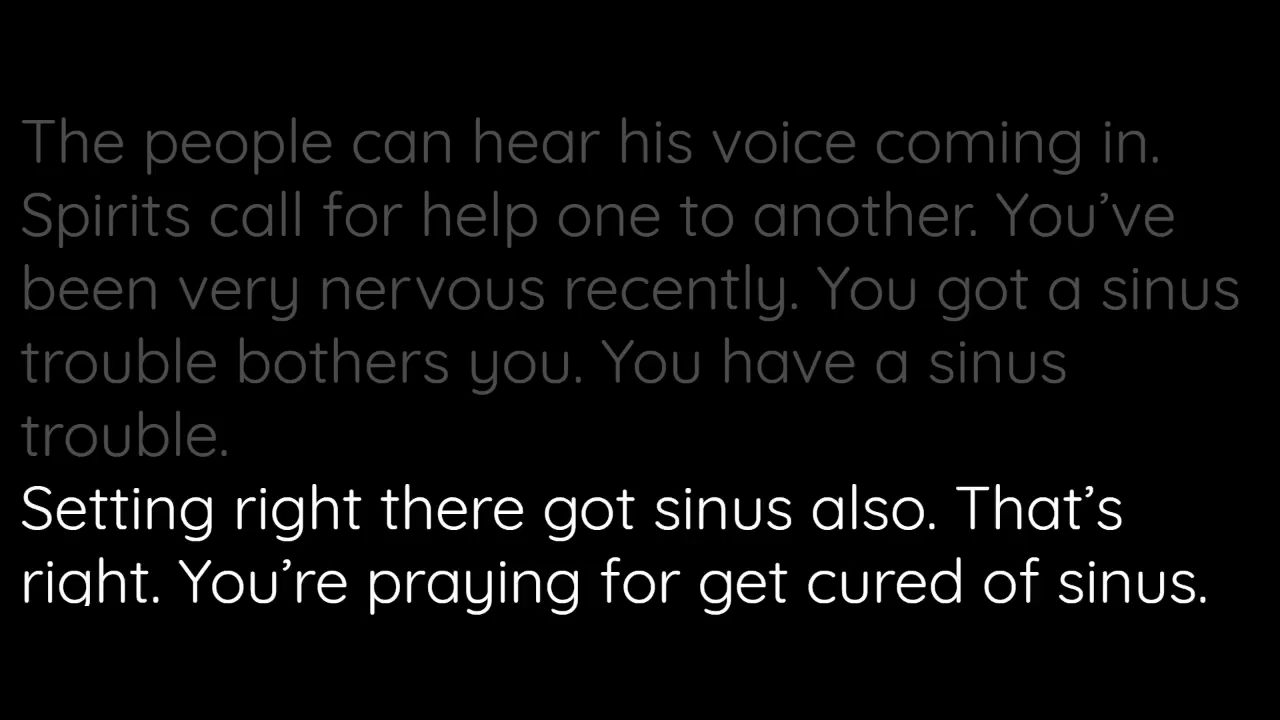 The people can hear his voice coming in.
Spirits call for help one to another. You’ve
been very nervous recently. You got a sinus
trouble bothers you. You have a sinus
trouble.
Setting right there got sinus also. That’s
right. You’re praying for get cured of sinus.